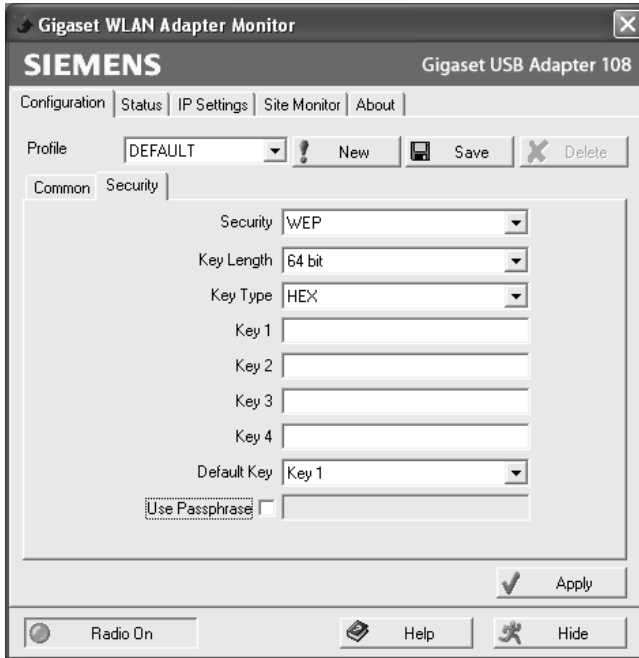 Gigaset WLAN Adapter Monitor
SIEMENS Gigaset USB Adapter 108
Configuration Status IP Settings Site Monitor About
Profile DEFAULT New Save Delete
Common Security
Security WEP
Key Length 64 bit
Key Type HEX
Key 1
Key 2
Key 3
Key 4
Default Key Key 1
Use Passphrase
Apply
Radio On Help Hide